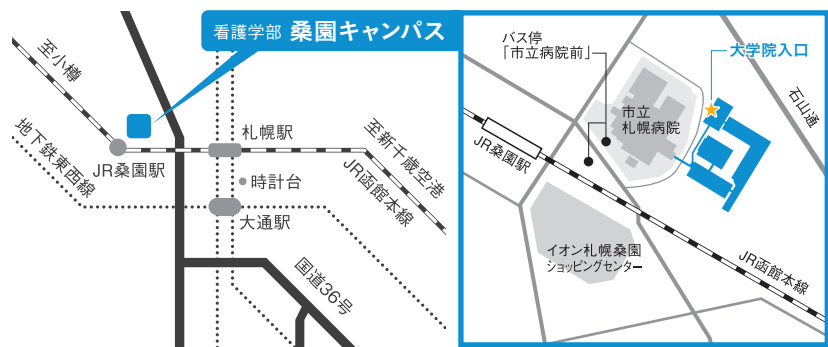 看護学部 桑園キャンパス
至小樽
札幌駅
至新千歳空港
JR桑園駅
JR函館本線
地下鉄東西線
時計台
大通駅
国道36号
バス停
「市立病院前」
大学院入口
石山通
市立
札幌病院
JR桑園駅
イオン札幌桑園
ショッピングセンター
JR函館本線